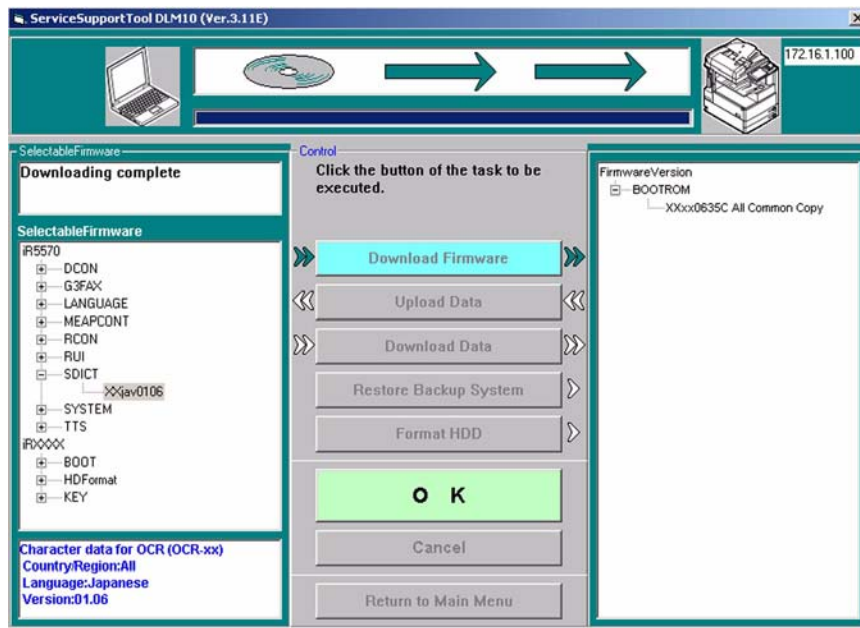 ServiceSupportTool DLM10 (Ver.3.11E)
172.16.1.100
SelectableFirmware
Downloading complete
SelectableFirmware
iR5570
DCON
G3FAX
LANGUAGE
MEAPCONT
RCON
RUI
SDICT
XXjav0106
SYSTEM
TTS
iRXXXX
BOOT
HDFormat
KEY
Character data for OCR (OCR-xx)
Country/Region:All
Language:Japanese
Version:01.06
Control
Click the button of the task to be
executed.
Download Firmware
Upload Data
Download Data
Restore Backup System
Format HDD
O K
Cancel
Return to Main Menu
FirmwareVersion
BOOTROM
XXxx0635C All Common Copy